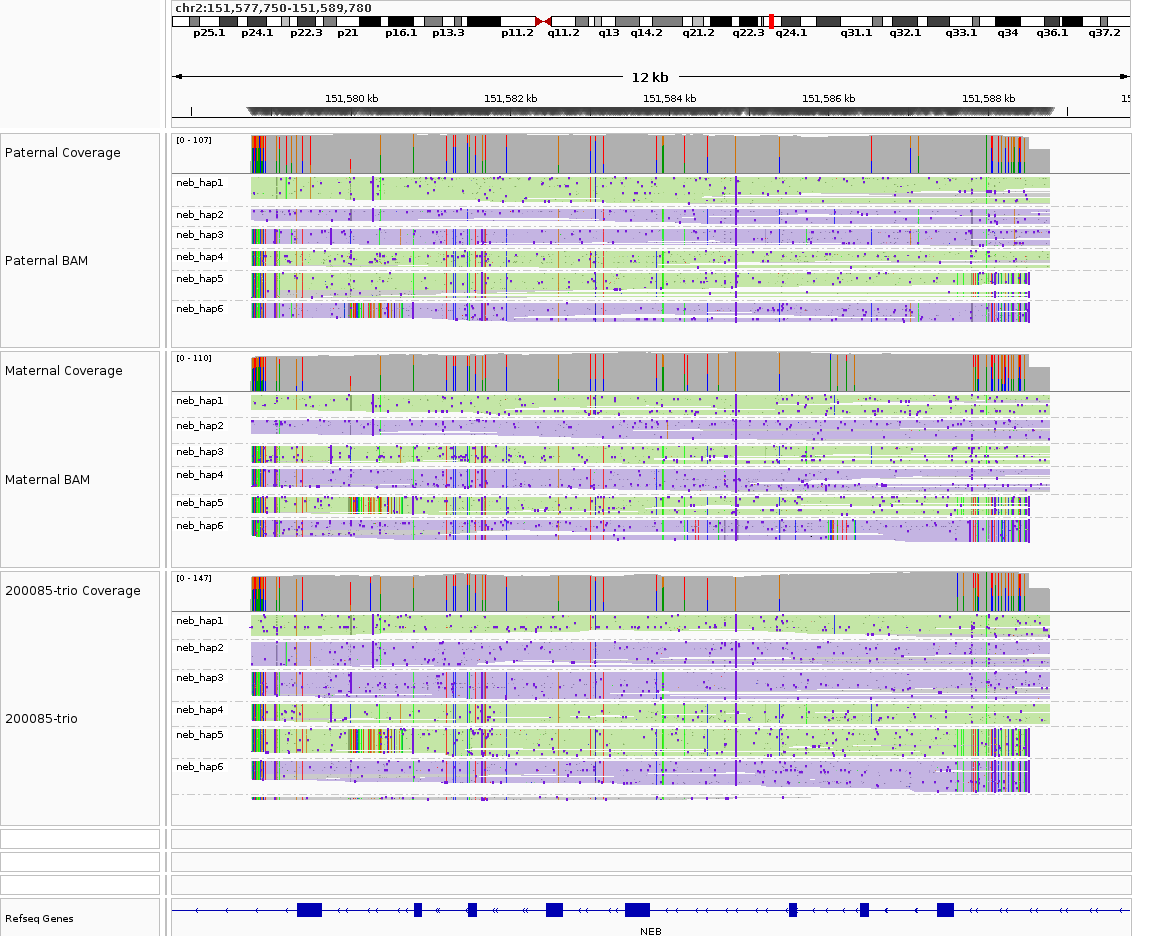 chr2:151,577,750-151,589,780
p25.1 p24.1 p22.3 p21 p16.1 p13.3 p11.2 q11.2 q13 q14.2 q21.2 q22.3 q24.1 q31.1 q32.1 q33.1 q34 q36.1 q37.2
12 kb
151,580 kb 151,582 kb 151,584 kb 151,586 kb 151,588 kb 15
Paternal Coverage
[0 - 107]
Paternal BAM
neb_hap1
neb_hap2
neb_hap3
neb_hap4
neb_hap5
neb_hap6
Maternal Coverage
[0 - 110]
Maternal BAM
neb_hap1
neb_hap2
neb_hap3
neb_hap4
neb_hap5
neb_hap6
200085-trio Coverage
[0 - 147]
200085-trio
neb_hap1
neb_hap2
neb_hap3
neb_hap4
neb_hap5
neb_hap6
Refseq Genes
NEB